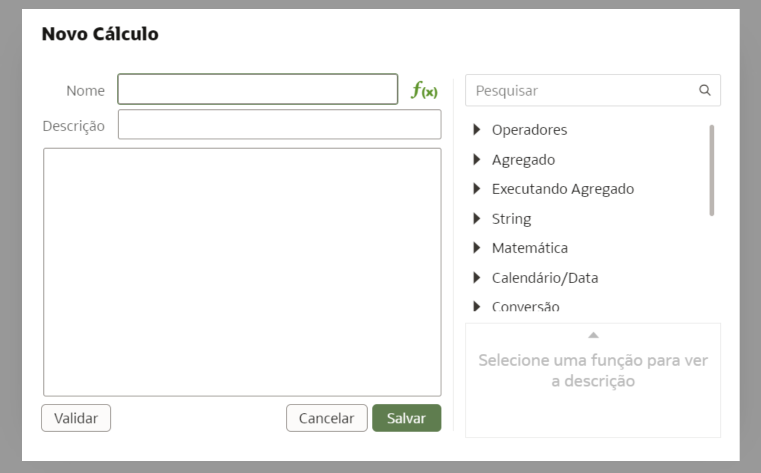 Novo Cálculo
Nome
f(x)
Descrição
Validar
Cancelar
Salvar
Pesquisar
Operadores
Agregado
Executando Agregado
String
Matemática
Calendário/Data
Conversão
Selecione uma função para ver
a descrição